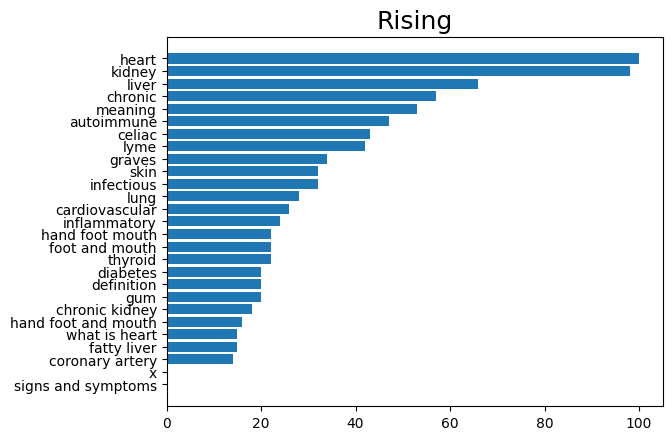 Rising
heart
kidney
liver
chronic
meaning
autoimmune
celiac
lyme
graves
skin
infectious
lung
cardiovascular
inflammatory
hand foot mouth
foot and mouth
thyroid
diabetes
definition
gum
chronic kidney
hand foot and mouth
what is heart
fatty liver
coronary artery
x
signs and symptoms
0 20 40 60 80 100